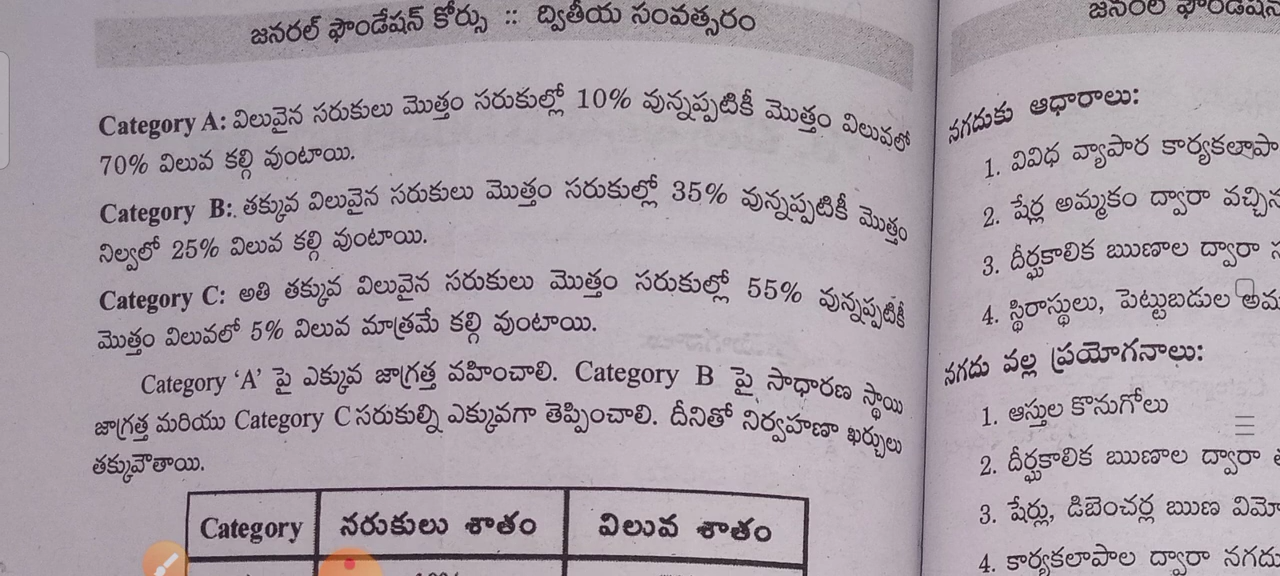 జనరల్ ఫౌండేషన్ కోర్సు :: ద్వితీయ సంవత్సరం
Category A: విలువైన సరుకులు మొత్తం సరుకుల్లో 10% వున్నప్పటికీ మొత్తం విలువలో
70% విలువ కల్గి వుంటాయి.
Category B: తక్కువ విలువైన సరుకులు మొత్తం సరుకుల్లో 35% వున్నప్పటికీ మొత్తం
నిల్వలో 25% విలువ కల్గి వుంటాయి.
Category C: అతి తక్కువ విలువైన సరుకులు మొత్తం సరుకుల్లో 55% వున్నప్పటికీ
మొత్తం విలువలో 5% విలువ మాత్రమే కల్గి వుంటాయి.
Category ‘A’ పై ఎక్కువ జాగ్రత్త వహించాలి. Category B పై సాధారణ స్థాయి
జాగ్రత్త మరియు Category C సరుకుల్ని ఎక్కువగా తెప్పించాలి. దీనితో నిర్వహణా ఖర్చులు
తక్కువౌతాయి.
Category నరుకులు శాతం విలువ శాతం
జనరల్ ఫౌండేషన్
నగదుకు ఆధారాలు:
1. వివిధ వ్యాపార కార్యకలాపా
2. షేర్ల అమ్మకం ద్వారా వచ్చిన
3. దీర్ఘకాలిక ఋణాల ద్వారా
4. స్థిరాస్థులు, పెట్టుబడుల అమ
నగదు వల్ల ప్రయోగనాలు:
1. ఆస్తుల కొనుగోలు
2. దీర్ఘకాలిక ఋణాల ద్వారా
3. షేర్లు, డిబెంచర్ల ఋణ విమో
4. కార్యకలాపాల ద్వారా నగదు